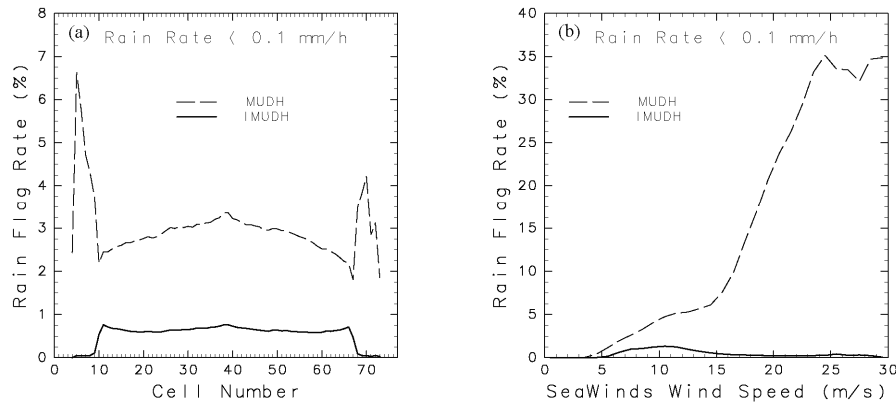 (a) Rain Rate < 0.1 mm/h
MUDH
IMUDH
Rain Flag Rate (%)
8
7
6
5
4
3
2
1
0
0 10 20 30 40 50 60 70
Cell Number
(b) Rain Rate < 0.1 mm/h
MUDH
IMUDH
Rain Flag Rate (%)
40
35
30
25
20
15
10
5
0
0 5 10 15 20 25 30
SeaWinds Wind Speed (m/s)